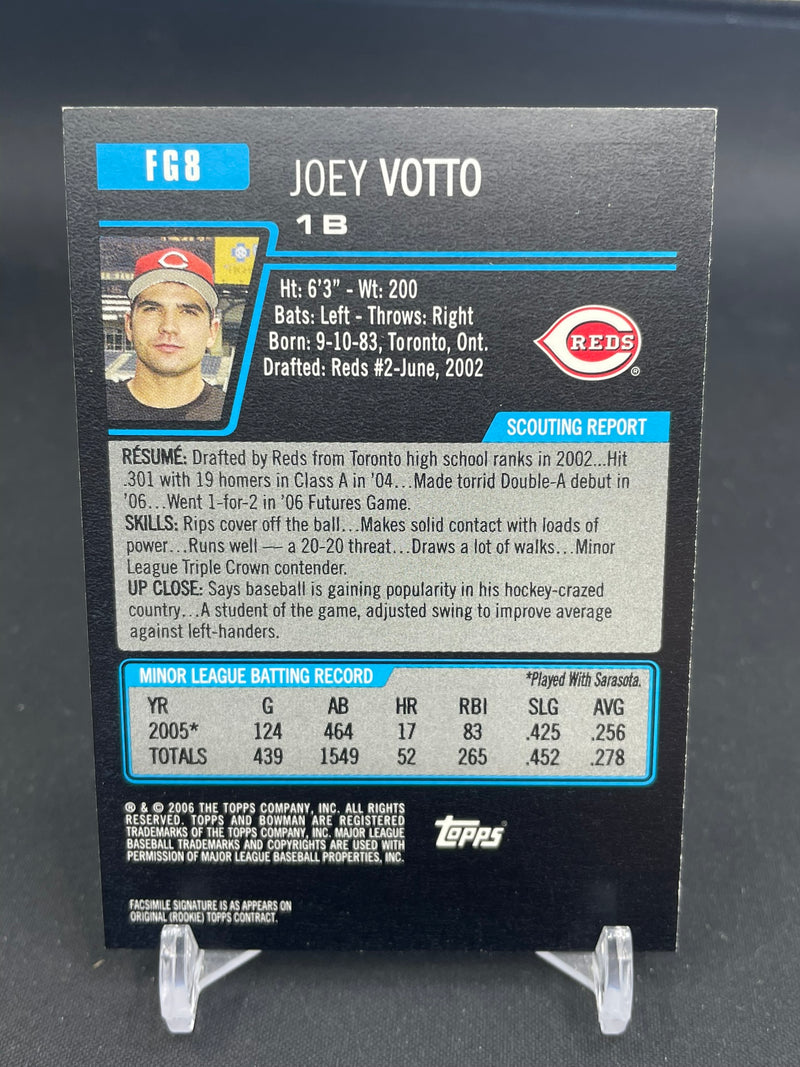 FG8
JOEY VOTTO
1B
Ht: 6'3" - Wt: 200
Bats: Left - Throws: Right
Born: 9-10-83, Toronto, Ont.
Drafted: Reds #2-June, 2002
REDS
®
SCOUTING REPORT
RÉSUMÉ: Drafted by Reds from Toronto high school ranks in 2002...Hit
.301 with 19 homers in Class A in '04...Made torrid Double-A debut in
'06...Went 1-for-2 in '06 Futures Game.
SKILLS: Rips cover off the ball...Makes solid contact with loads of
power...Runs well — a 20-20 threat...Draws a lot of walks...Minor
League Triple Crown contender.
UP CLOSE: Says baseball is gaining popularity in his hockey-crazed
country...A student of the game, adjusted swing to improve average
against left-handers.
MINOR LEAGUE BATTING RECORD *Played With Sarasota.
YR G AB HR RBI SLG AVG
2005* 124 464 17 83 .425 .256
TOTALS 439 1549 52 265 .452 .278
® & © 2006 THE TOPPS COMPANY, INC. ALL RIGHTS
RESERVED. TOPPS AND BOWMAN ARE REGISTERED
TRADEMARKS OF THE TOPPS COMPANY, INC. MAJOR LEAGUE
BASEBALL TRADEMARKS AND COPYRIGHTS ARE USED WITH
PERMISSION OF MAJOR LEAGUE BASEBALL PROPERTIES, INC.
Topps®
FACSIMILE SIGNATURE IS AS APPEARS ON
ORIGINAL (ROOKIE) TOPPS CONTRACT.